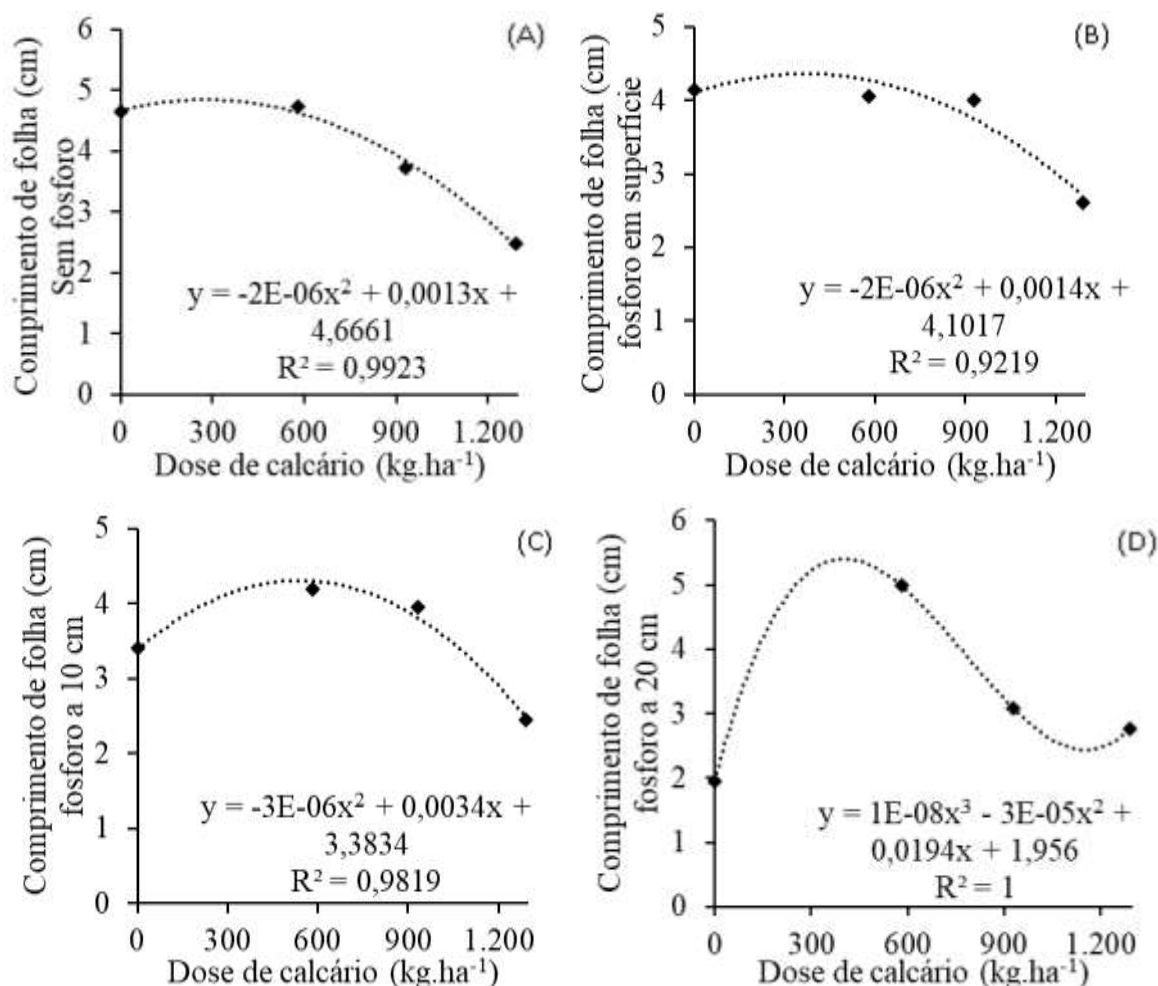 (A)
Comprimento de folha (cm)
Sem fosforo
6
5
4
3
2
1
0
y = -2E-06x² + 0,0013x +
4,6661
R² = 0,9923
0 300 600 900 1.200
Dose de calcário (kg.ha⁻¹)
(B)
Comprimento de folha (cm)
fosforo em superfície
5
4
3
2
1
0
y = -2E-06x² + 0,0014x +
4,1017
R² = 0,9219
0 300 600 900 1.200
Dose de calcário (kg.ha⁻¹)
(C)
Comprimento de folha (cm)
fosforo a 10 cm
5
4
3
2
1
0
y = -3E-06x² + 0,0034x +
3,3834
R² = 0,9819
0 300 600 900 1.200
Dose de calcário (kg.ha⁻¹)
(D)
Comprimento de folha (cm)
fosforo a 20 cm
6
5
4
3
2
1
0
y = 1E-08x³ - 3E-05x² +
0,0194x + 1,956
R² = 1
0 300 600 900 1.200
Dose de calcário (kg.ha⁻¹)